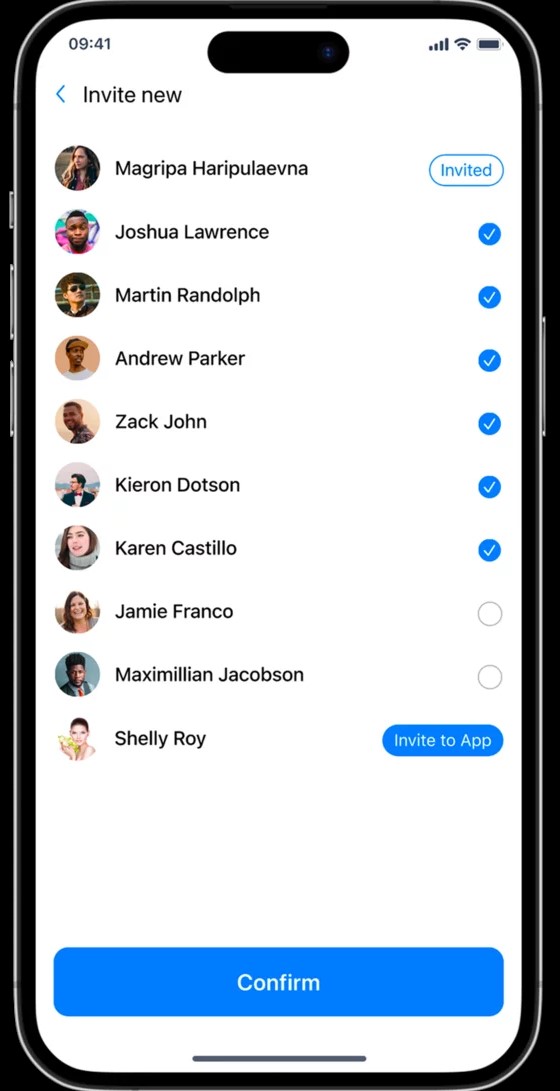 09:41
Invite new
Magripa Haripulaevna Invited
Joshua Lawrence
Martin Randolph
Andrew Parker
Zack John
Kieron Dotson
Karen Castillo
Jamie Franco
Maximillian Jacobson
Shelly Roy Invite to App
Confirm